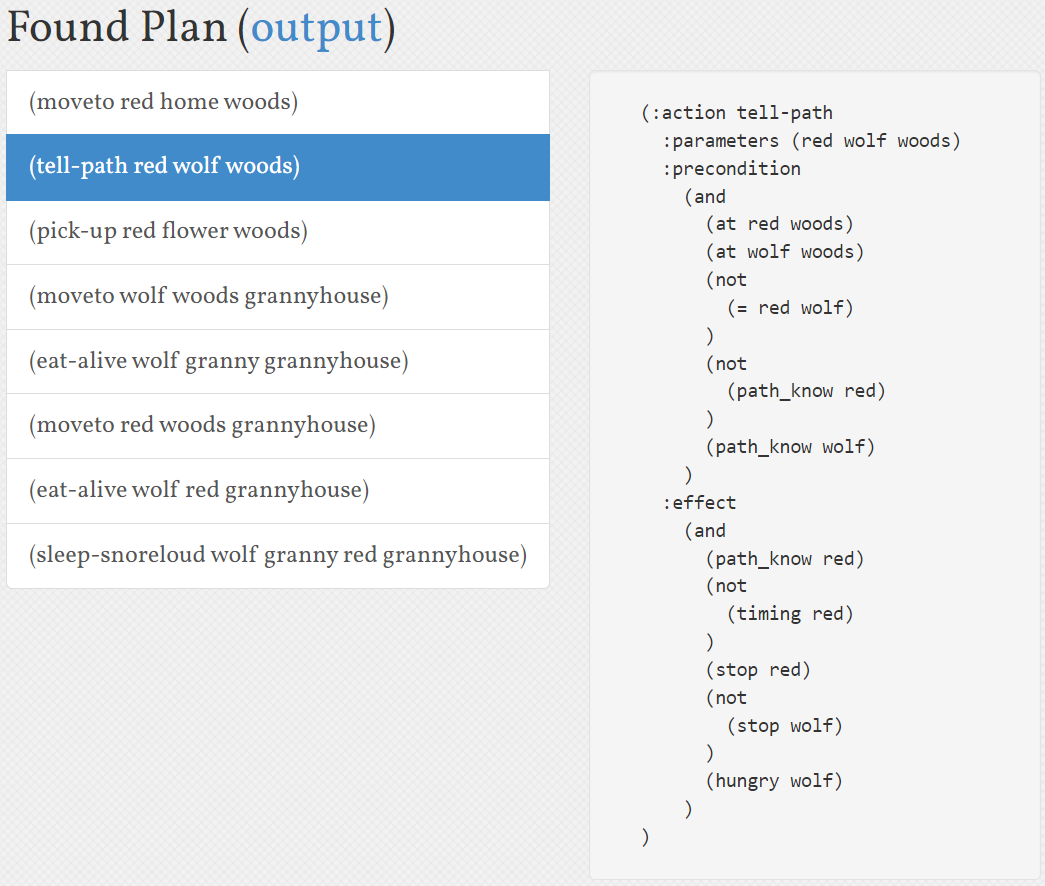 Found Plan (output)
(moveto red home woods)
(tell-path red wolf woods)
(pick-up red flower woods)
(moveto wolf woods grannyhouse)
(eat-alive wolf granny grannyhouse)
(moveto red woods grannyhouse)
(eat-alive wolf red grannyhouse)
(sleep-snoreloud wolf granny red grannyhouse)
(:action tell-path
  :parameters (red wolf woods)
  :precondition
    (and
      (at red woods)
      (at wolf woods)
      (not
        (= red wolf)
      )
      (not
        (path_know red)
      )
      (path_know wolf)
    )
  :effect
    (and
      (path_know red)
      (not
        (timing red)
      )
      (stop red)
      (not
        (stop wolf)
      )
      (hungry wolf)
    )
)